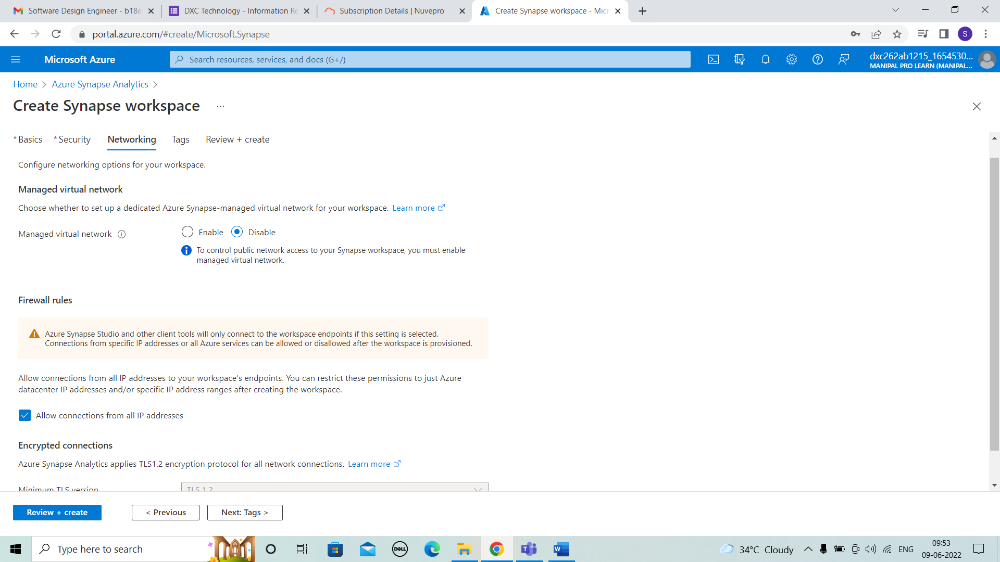 Software Design Engineer - b18e
DXC Technology - Information Re
Subscription Details | Nuvepro
Create Synapse workspace - Micr
portal.azure.com/#create/Microsoft.Synapse
S
Microsoft Azure
Search resources, services, and docs (G+/)
dxc262ab1215_1654530...
MANIPAL PRO LEARN (MANIPAL...
Home > Azure Synapse Analytics >
Create Synapse workspace ...
* Basics * Security Networking Tags Review + create
Configure networking options for your workspace.
Managed virtual network
Choose whether to set up a dedicated Azure Synapse-managed virtual network for your workspace. Learn more
Managed virtual network
Enable Disable
To control public network access to your Synapse workspace, you must enable
managed virtual network.
Firewall rules
Azure Synapse Studio and other client tools will only connect to the workspace endpoints if this setting is selected.
Connections from specific IP addresses or all Azure services can be allowed or disallowed after the workspace is provisioned.
Allow connections from all IP addresses to your workspace's endpoints. You can restrict these permissions to just Azure
datacenter IP addresses and/or specific IP address ranges after creating the workspace.
Allow connections from all IP addresses
Encrypted connections
Azure Synapse Analytics applies TLS1.2 encryption protocol for all network connections. Learn more
Minimum TLS version
TLS 1.2
Review + create
< Previous
Next: Tags >
Type here to search
DELL
34°C Cloudy
ENG
09:53
09-06-2022